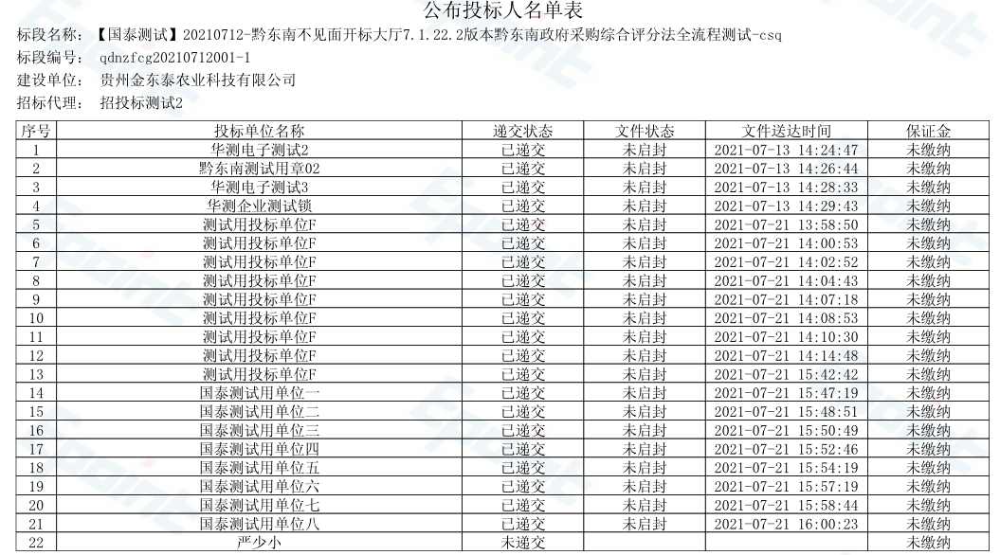 公布投标人名单表
标段名称： 【国泰测试】20210712-黔东南不见面开标大厅7.1.22.2版本黔东南政府采购综合评分法全流程测试-csq
标段编号： qdnzfcg20210712001-1
建设单位： 贵州金东泰农业科技有限公司
招标代理： 招投标测试2
序号 投标单位名称 递交状态 文件状态 文件送达时间 保证金
1 华测电子测试2 已递交 未启封 2021-07-13 14:24:47 未缴纳
2 黔东南测试用章02 已递交 未启封 2021-07-13 14:26:44 未缴纳
3 华测电子测试3 已递交 未启封 2021-07-13 14:28:33 未缴纳
4 华测企业测试锁 已递交 未启封 2021-07-13 14:29:43 未缴纳
5 测试用投标单位F 已递交 未启封 2021-07-21 13:58:50 未缴纳
6 测试用投标单位F 已递交 未启封 2021-07-21 14:00:53 未缴纳
7 测试用投标单位F 已递交 未启封 2021-07-21 14:02:52 未缴纳
8 测试用投标单位F 已递交 未启封 2021-07-21 14:04:43 未缴纳
9 测试用投标单位F 已递交 未启封 2021-07-21 14:07:18 未缴纳
10 测试用投标单位F 已递交 未启封 2021-07-21 14:08:53 未缴纳
11 测试用投标单位F 已递交 未启封 2021-07-21 14:10:30 未缴纳
12 测试用投标单位F 已递交 未启封 2021-07-21 14:14:48 未缴纳
13 测试用投标单位F 已递交 未启封 2021-07-21 15:42:42 未缴纳
14 国泰测试用单位一 已递交 未启封 2021-07-21 15:47:19 未缴纳
15 国泰测试用单位二 已递交 未启封 2021-07-21 15:48:51 未缴纳
16 国泰测试用单位三 已递交 未启封 2021-07-21 15:50:49 未缴纳
17 国泰测试用单位四 已递交 未启封 2021-07-21 15:52:46 未缴纳
18 国泰测试用单位五 已递交 未启封 2021-07-21 15:54:19 未缴纳
19 国泰测试用单位六 已递交 未启封 2021-07-21 15:57:19 未缴纳
20 国泰测试用单位七 已递交 未启封 2021-07-21 15:58:44 未缴纳
21 国泰测试用单位八 已递交 未启封 2021-07-21 16:00:23 未缴纳
22 严少小 未递交 未缴纳